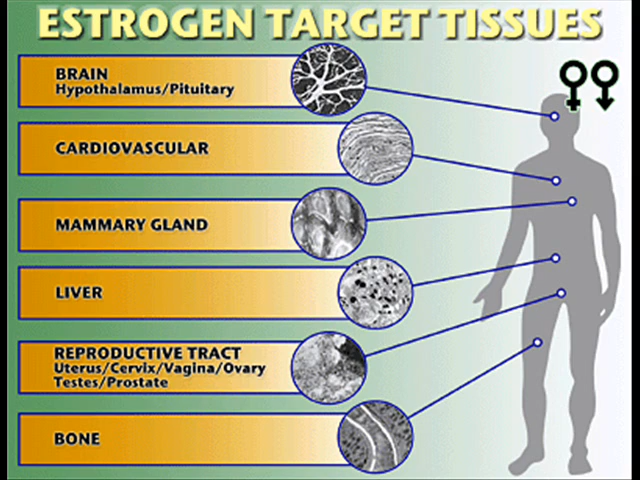 ESTROGEN TARGET TISSUES
BRAIN
Hypothalamus/Pituitary
CARDIOVASCULAR
MAMMARY GLAND
LIVER
REPRODUCTIVE TRACT
Uterus/Cervix/Vagina/Ovary
Testes/Prostate
BONE